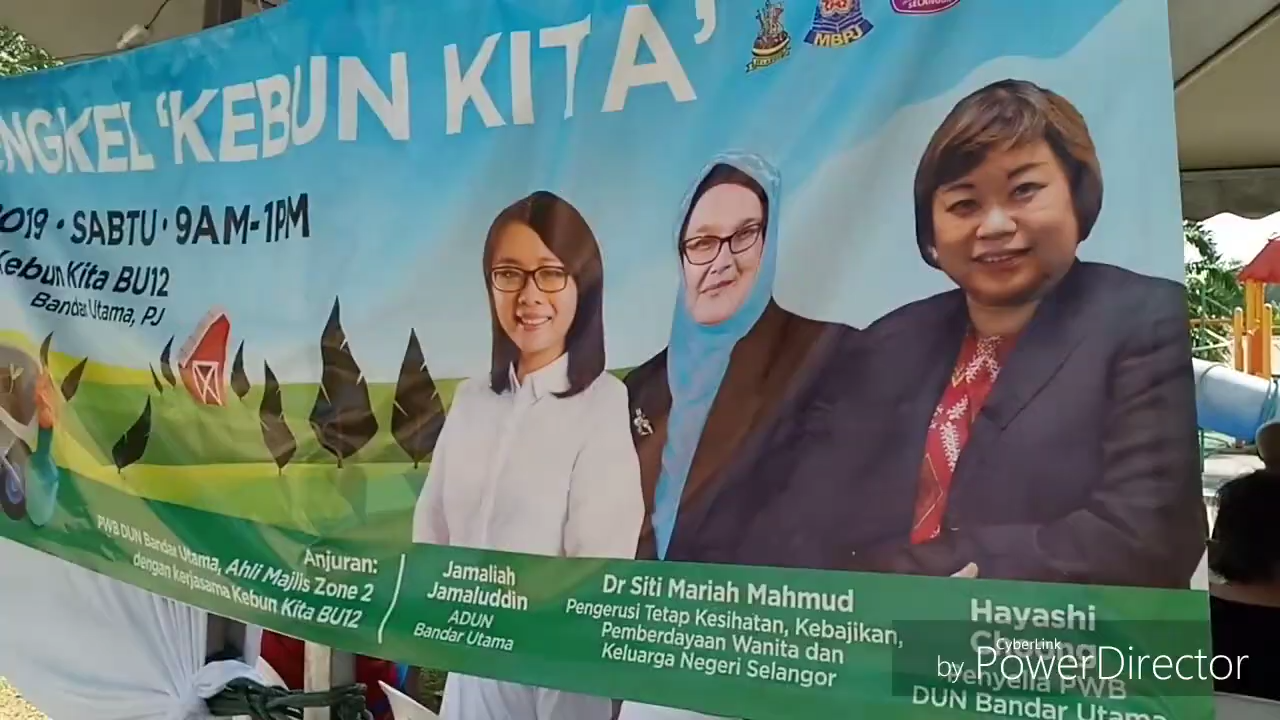 SELANGOR
MBPJ
ENGKEL 'KEBUN KITA'
2019 • SABTU • 9AM-1PM
Kebun Kita BU12
Bandar Utama, PJ
Anjuran:
PWB DUN Bandar Utama, Ahli Majlis Zone 2
dengan kerjasama Kebun Kita BU12
Jamaliah
Jamaluddin
ADUN
Bandar Utama
Dr Siti Mariah Mahmud
Pengerusi Tetap Kesihatan, Kebajikan,
Pemberdayaan Wanita dan
Keluarga Negeri Selangor
Hayashi
Penyelia PWB
DUN Bandar Utama
CyberLink
by PowerDirector